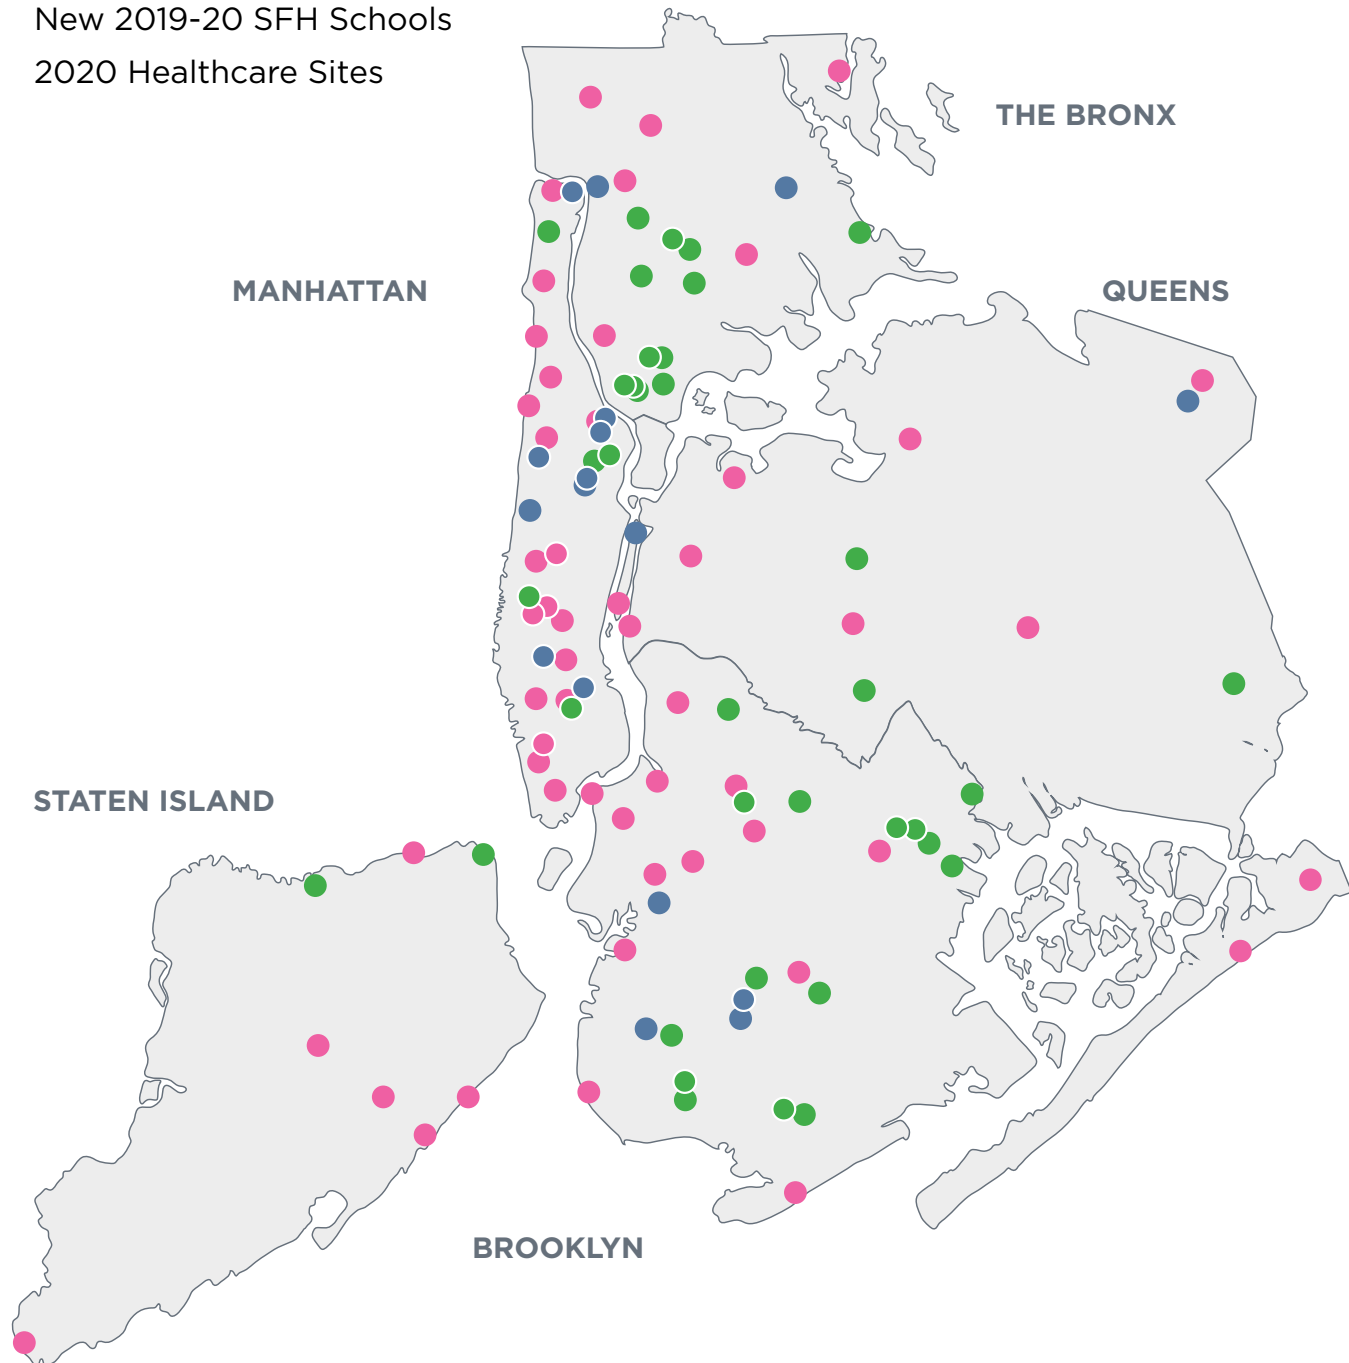 New 2019-20 SFH Schools
2020 Healthcare Sites
THE BRONX
MANHATTAN
QUEENS
STATEN ISLAND
BROOKLYN